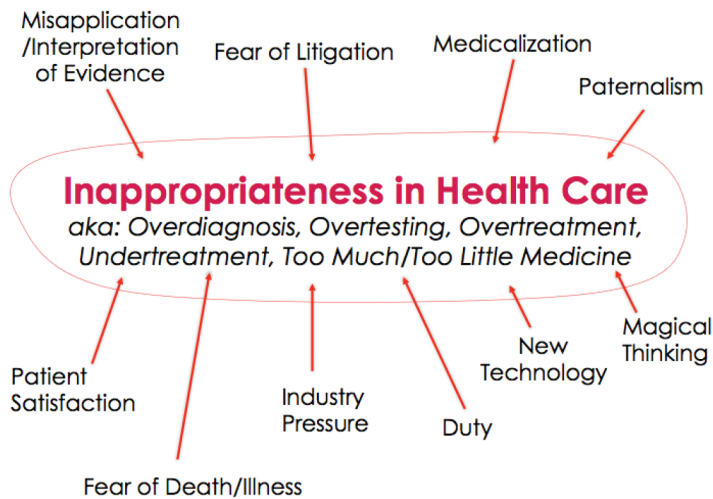 Misapplication
/Interpretation
of Evidence
Fear of Litigation
Medicalization
Paternalism
Inappropriateness in Health Care
aka: Overdiagnosis, Overtesting, Overtreatment,
Undertreatment, Too Much/Too Little Medicine
Patient
Satisfaction
Fear of Death/Illness
Industry
Pressure
Duty
New
Technology
Magical
Thinking